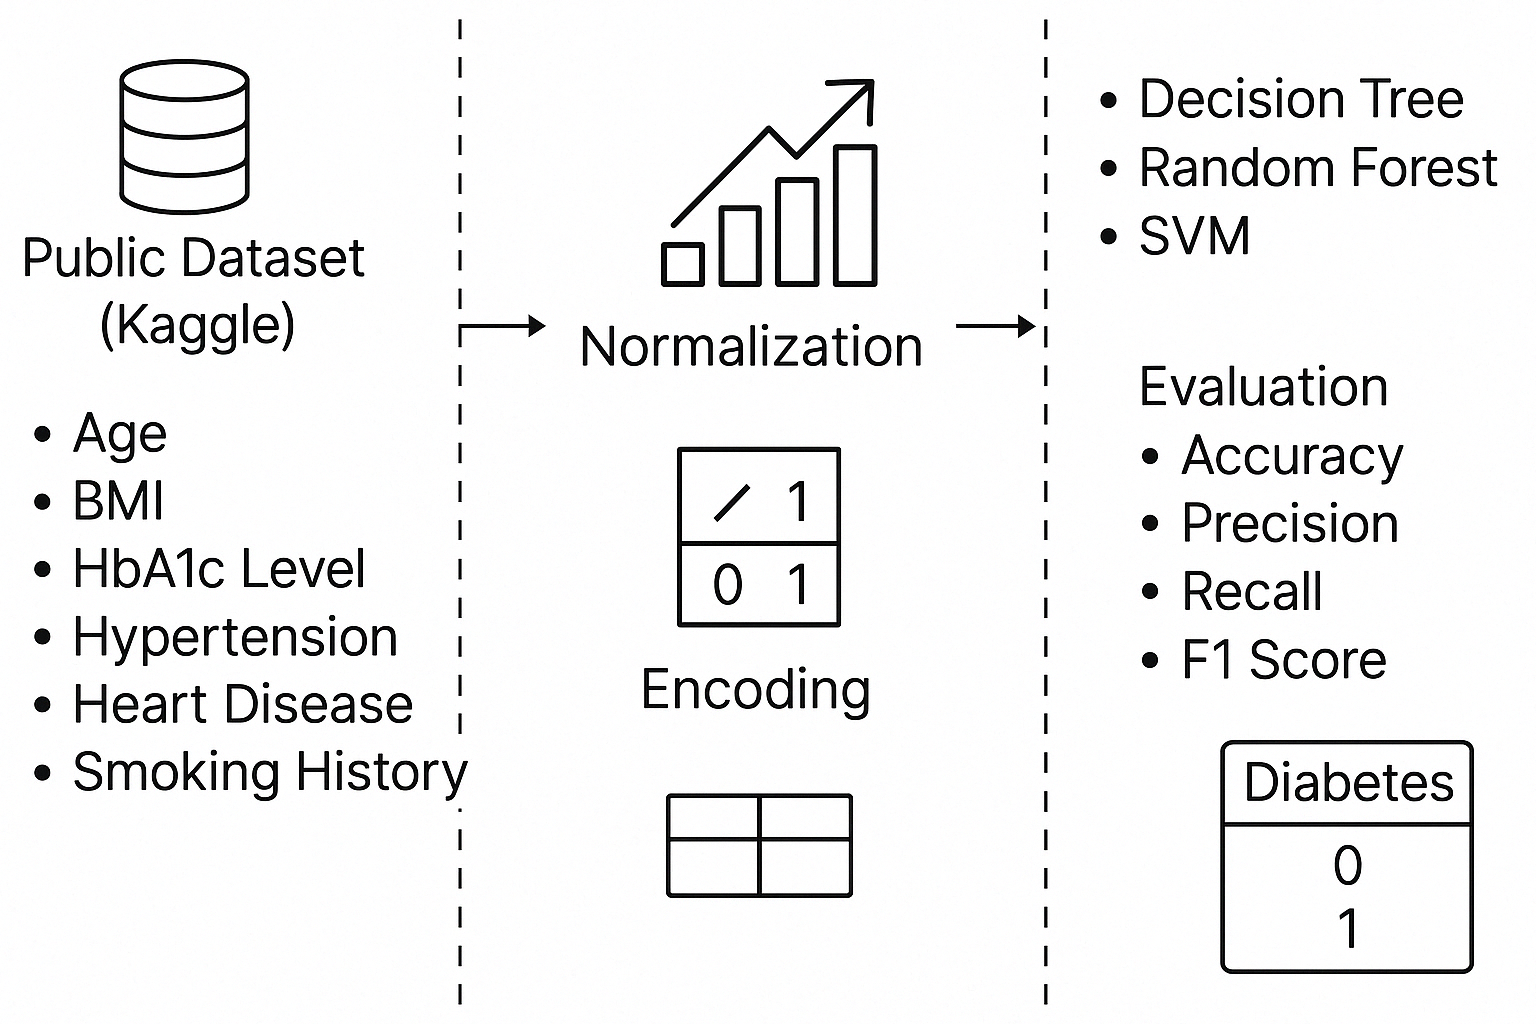 Public Dataset
(Kaggle)
• Age
• BMI
• HbA1c Level
• Hypertension
• Heart Disease
• Smoking History
Normalization
/ 1
0 1
Encoding
• Decision Tree
• Random Forest
• SVM
Evaluation
• Accuracy
• Precision
• Recall
• F1 Score
Diabetes
0
1